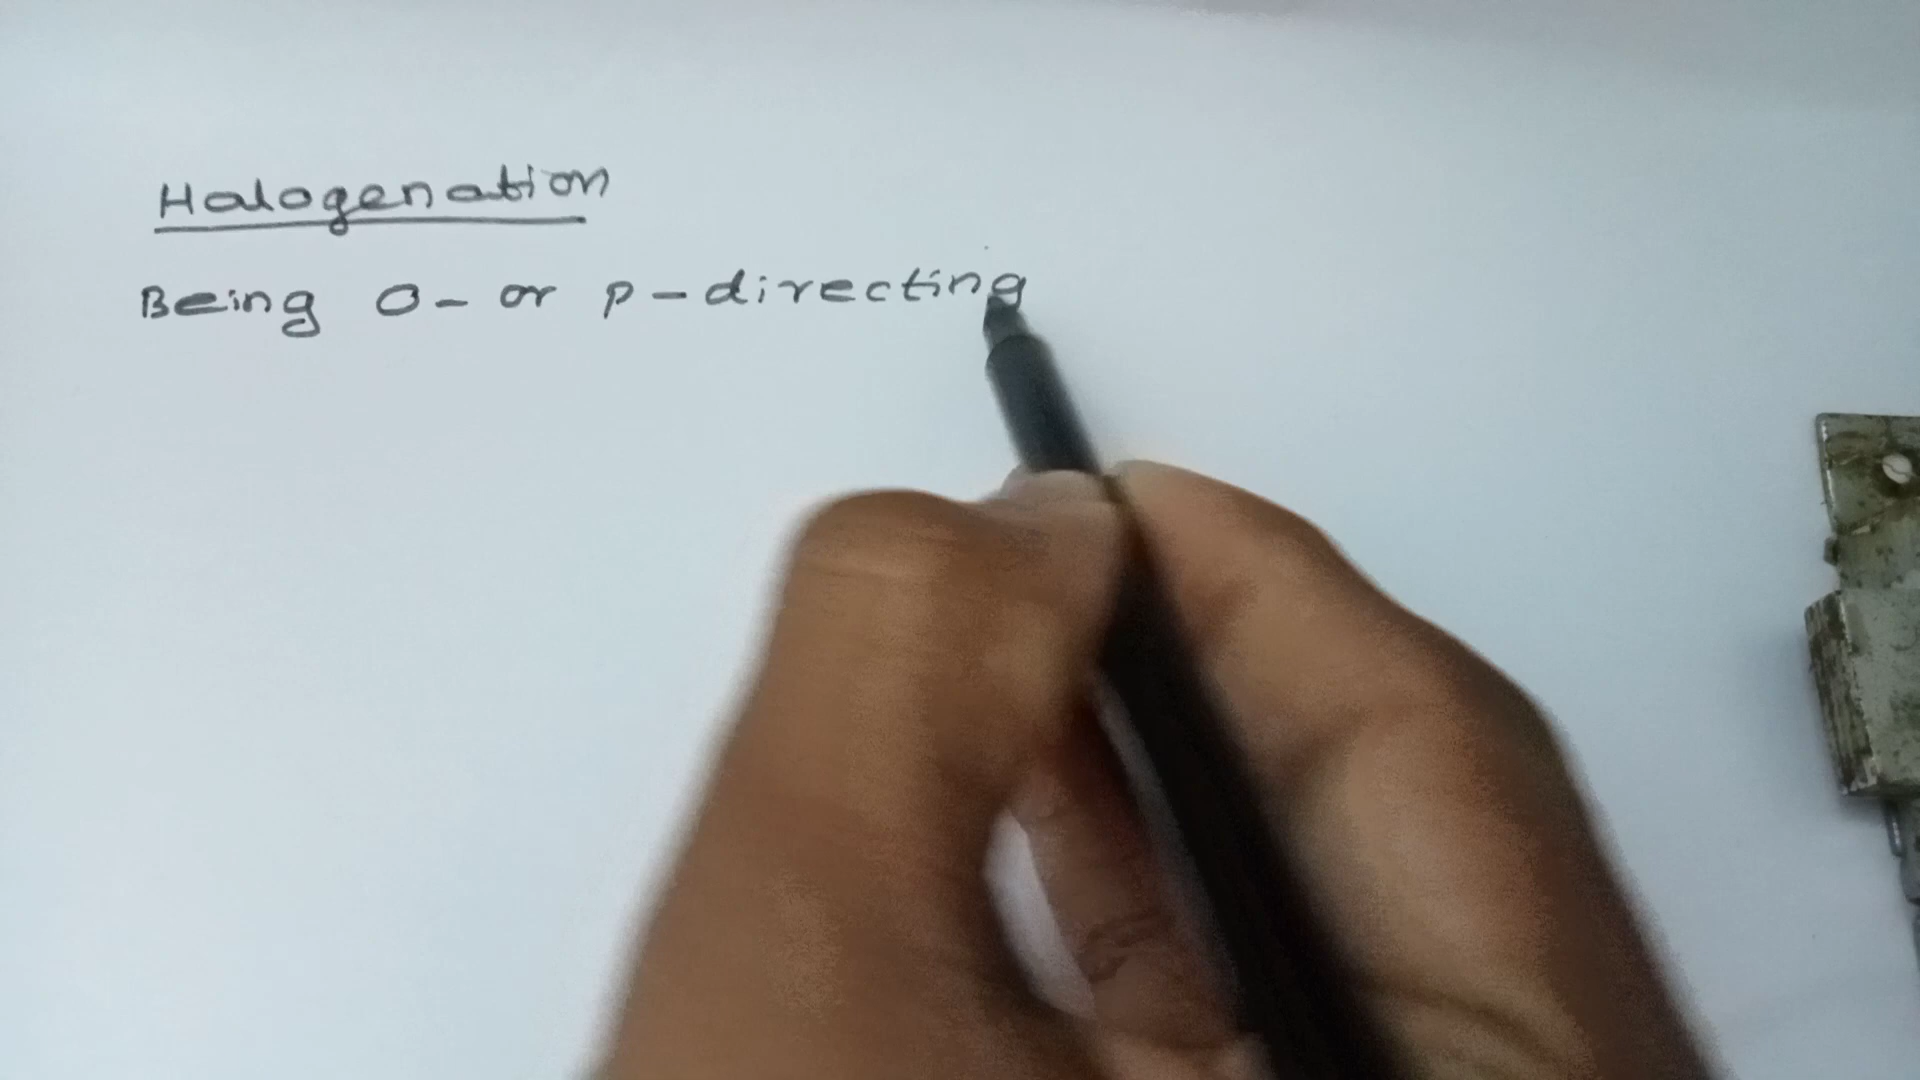 Halogenation
Being o- or p-directing